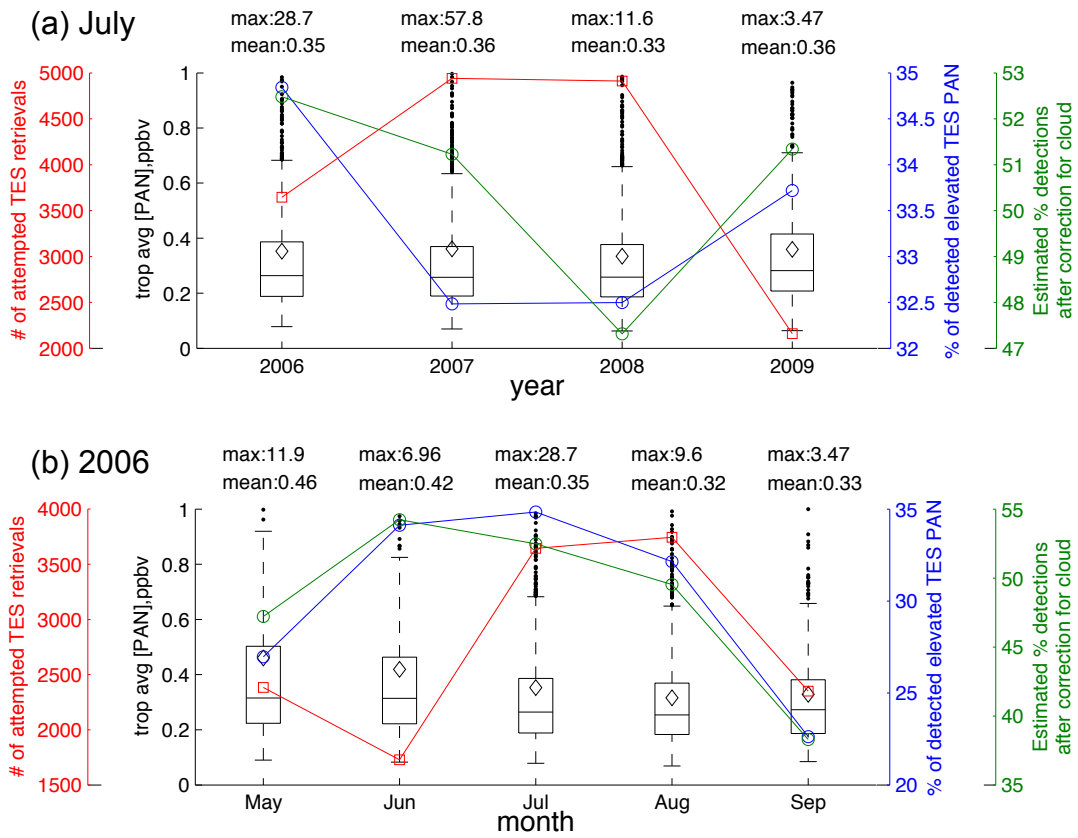 (a) July
max:28.7 max:57.8 max:11.6 max:3.47
mean:0.35 mean:0.36 mean:0.33 mean:0.36
# of attempted TES retrievals
5000
4500
4000
3500
3000
2500
2000
trop avg [PAN],ppbv
1
0.8
0.6
0.4
0.2
0
2006 2007 2008 2009
year
35
34.5
34
33.5
33
32.5
32
% of detected elevated TES PAN
53
52
51
50
49
48
47
Estimated % detections
after correction for cloud
(b) 2006
max:11.9 max:6.96 max:28.7 max:9.6 max:3.47
mean:0.46 mean:0.42 mean:0.35 mean:0.32 mean:0.33
# of attempted TES retrievals
4000
3500
3000
2500
2000
1500
trop avg [PAN],ppbv
1
0.8
0.6
0.4
0.2
0
May Jun Jul Aug Sep
month
35
30
25
20
% of detected elevated TES PAN
55
50
45
40
35
Estimated % detections
after correction for cloud